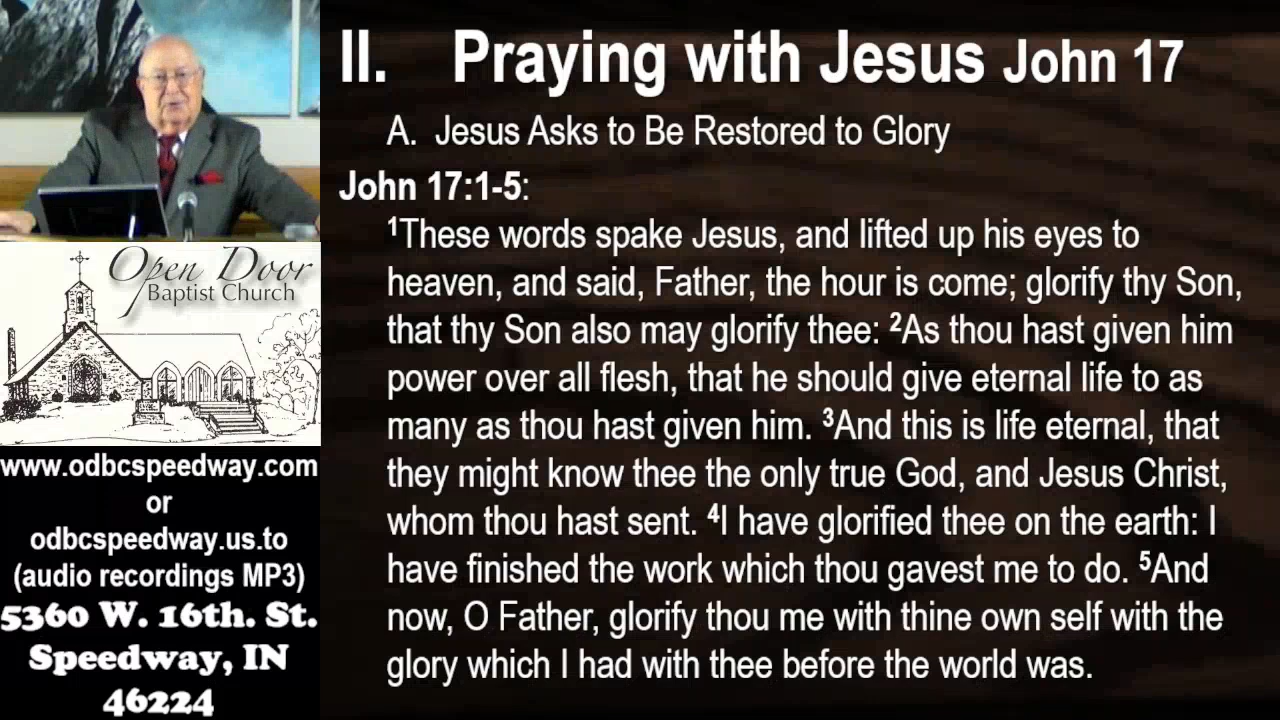 II. Praying with Jesus John 17
A. Jesus Asks to Be Restored to Glory
John 17:1-5:
¹These words spake Jesus, and lifted up his eyes to
heaven, and said, Father, the hour is come; glorify thy Son,
that thy Son also may glorify thee: ²As thou hast given him
power over all flesh, that he should give eternal life to as
many as thou hast given him. ³And this is life eternal, that
they might know thee the only true God, and Jesus Christ,
whom thou hast sent. ⁴I have glorified thee on the earth: I
have finished the work which thou gavest me to do. ⁵And
now, O Father, glorify thou me with thine own self with the
glory which I had with thee before the world was.
Open Door
Baptist Church
www.odbcspeedway.com
or
odbcspeedway.us.to
(audio recordings MP3)
5360 W. 16th. St.
Speedway, IN
46224